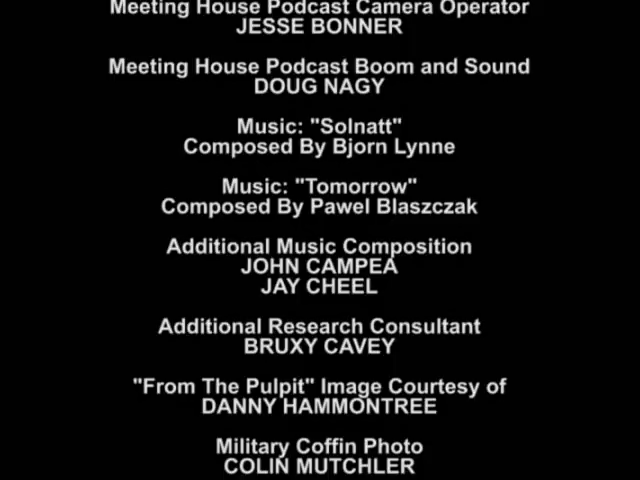 Meeting House Podcast Camera Operator
JESSE BONNER
Meeting House Podcast Boom and Sound
DOUG NAGY
Music: "Solnatt"
Composed By Bjorn Lynne
Music: "Tomorrow"
Composed By Pawel Blaszczak
Additional Music Composition
JOHN CAMPEA
JAY CHEEL
Additional Research Consultant
BRUXY CAVEY
"From The Pulpit" Image Courtesy of
DANNY HAMMONTREE
Military Coffin Photo
COLIN MUTCHLER